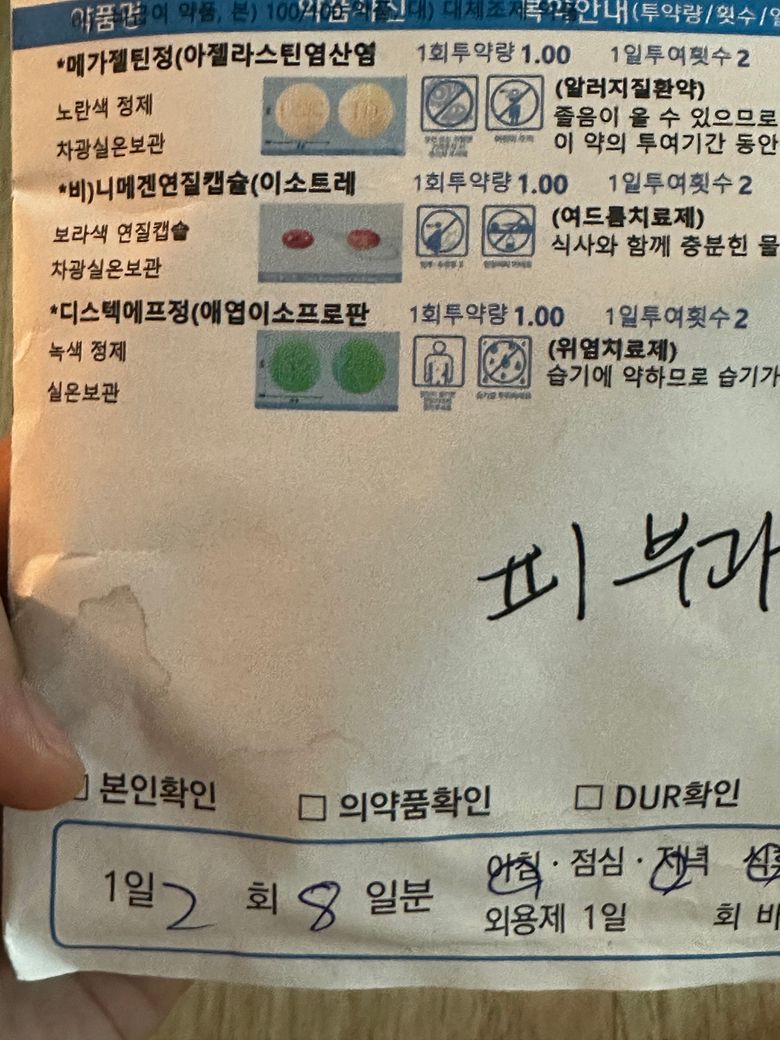 약품명 복약안내(투약량/횟수/일
*메가젤틴정(아젤라스틴염산염 1회투약량 1.00 1일투여횟수 2
노란색 정제 (알러지질환약)
차광실온보관 졸음이 올 수 있으므로
이 약의 투여기간 동안
*비)니메겐연질캡슐(이소트레 1회투약량 1.00 1일투여횟수 2
보라색 연질캡슐 (여드름치료제)
차광실온보관 식사와 함께 충분힌 물
*디스텍에프정(애엽이소프로판 1회투약량 1.00 1일투여횟수 2
녹색 정제 (위염치료제)
실온보관 습기에 약하므로 습기가
피부과
본인확인 □ 의약품확인 □ DUR확인
1일 2 회 8 일분 아침 · 점심 · 저녁 식후
외용제 1일 회 바